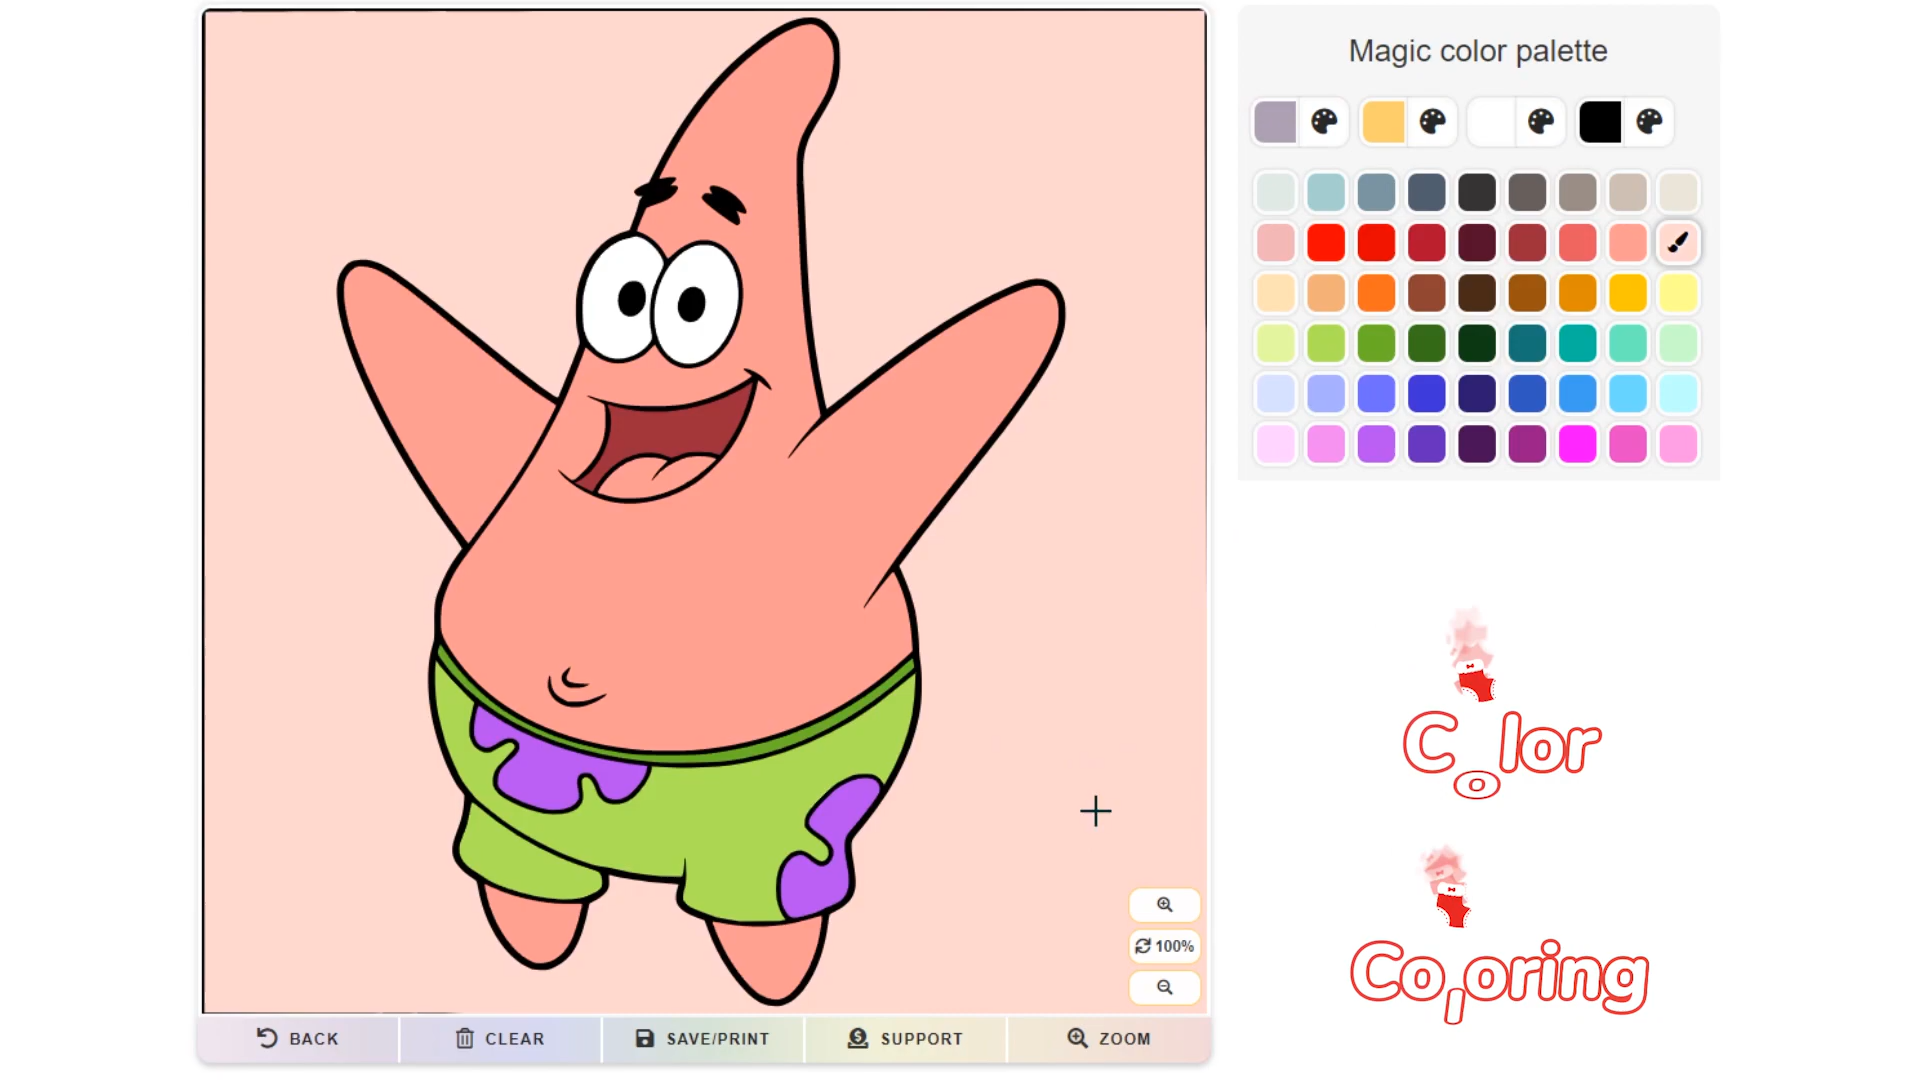 Magic color palette
100%
Color
Coloring
BACK
CLEAR
SAVE/PRINT
SUPPORT
ZOOM